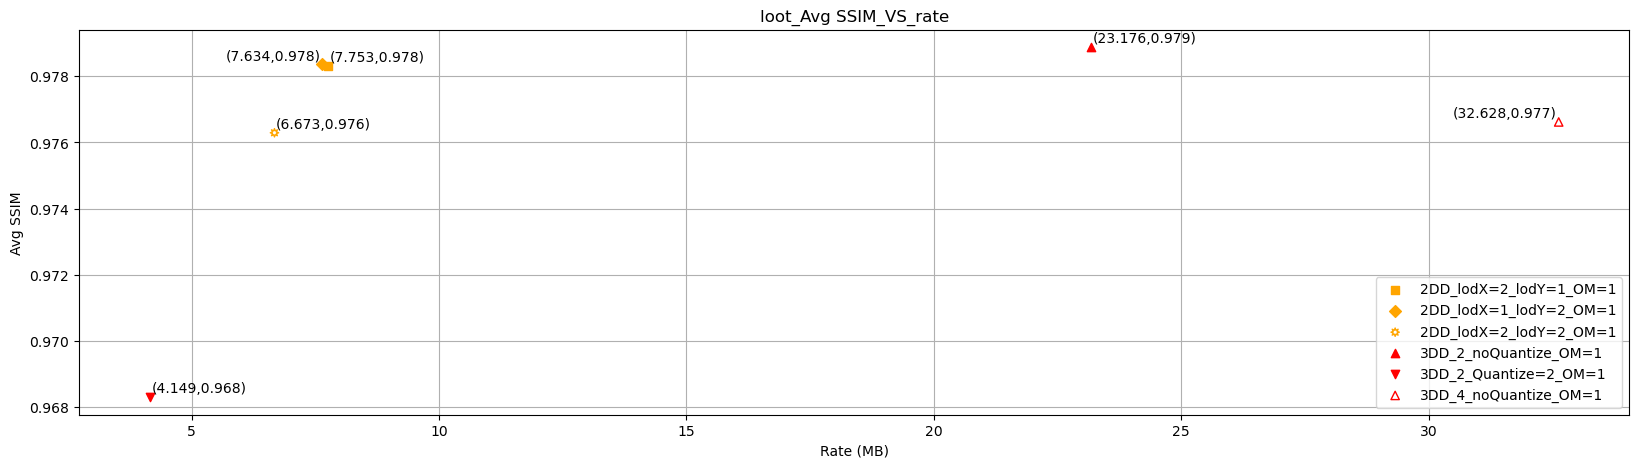 loot_Avg SSIM_VS_rate
(23.176,0.979)
(7.634,0.978)
(7.753,0.978)
(32.628,0.977)
(6.673,0.976)
(4.149,0.968)
0.978
0.976
0.974
0.972
0.970
0.968
Avg SSIM
2DD_lodX=2_lodY=1_OM=1
2DD_lodX=1_lodY=2_OM=1
2DD_lodX=2_lodY=2_OM=1
3DD_2_noQuantize_OM=1
3DD_2_Quantize=2_OM=1
3DD_4_noQuantize_OM=1
5 10 15 20 25 30
Rate (MB)